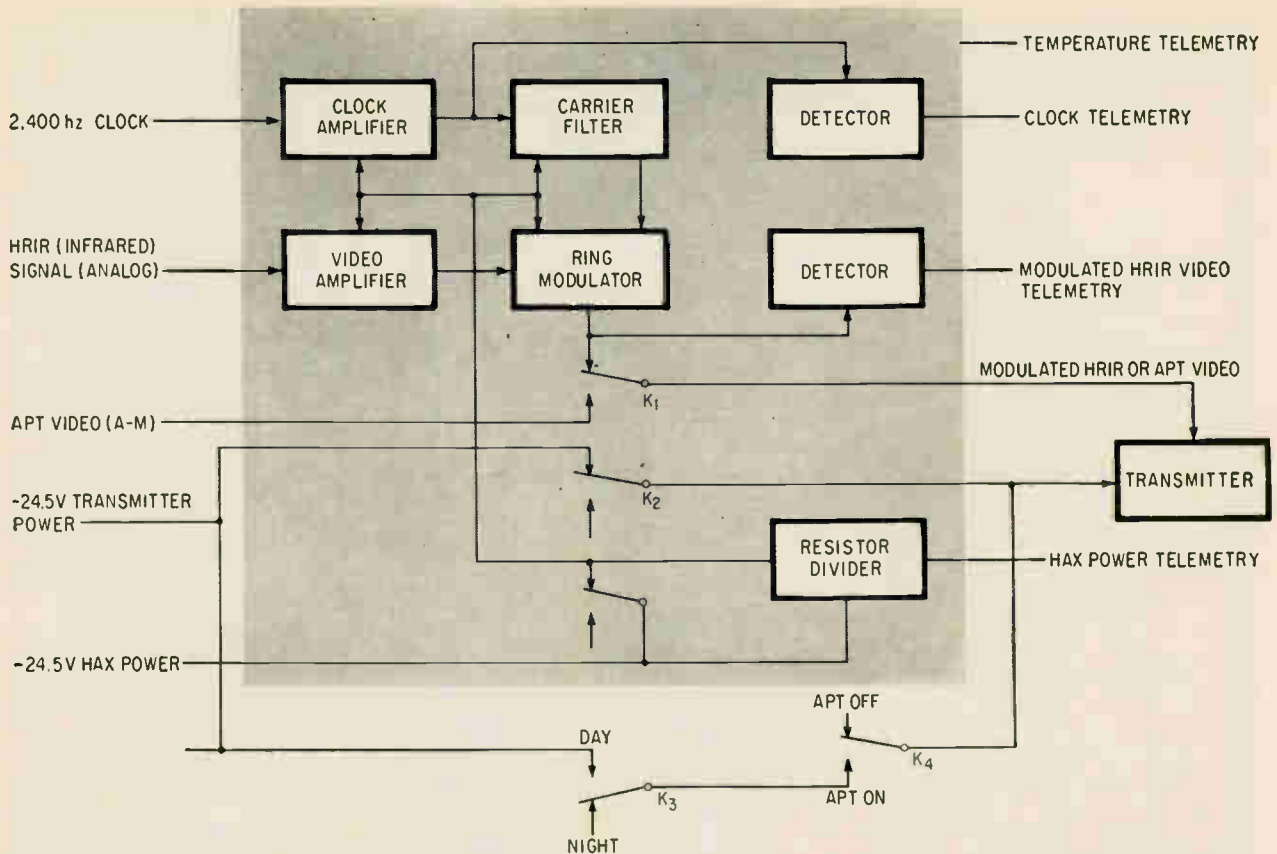 TEMPERATURE TELEMETRY
2,400 hz CLOCK
CLOCK
AMPLIFIER
CARRIER
FILTER
DETECTOR
CLOCK TELEMETRY
HRIR (INFRARED)
SIGNAL (ANALOG)
VIDEO
AMPLIFIER
RING
MODULATOR
DETECTOR
MODULATED HRIR VIDEO
TELEMETRY
MODULATED HRIR OR APT VIDEO
K1
APT VIDEO (A-M)
K2
-24.5V TRANSMITTER
POWER
TRANSMITTER
RESISTOR
DIVIDER
HAX POWER TELEMETRY
-24.5V HAX POWER
APT OFF
DAY
K4
K3
APT ON
NIGHT